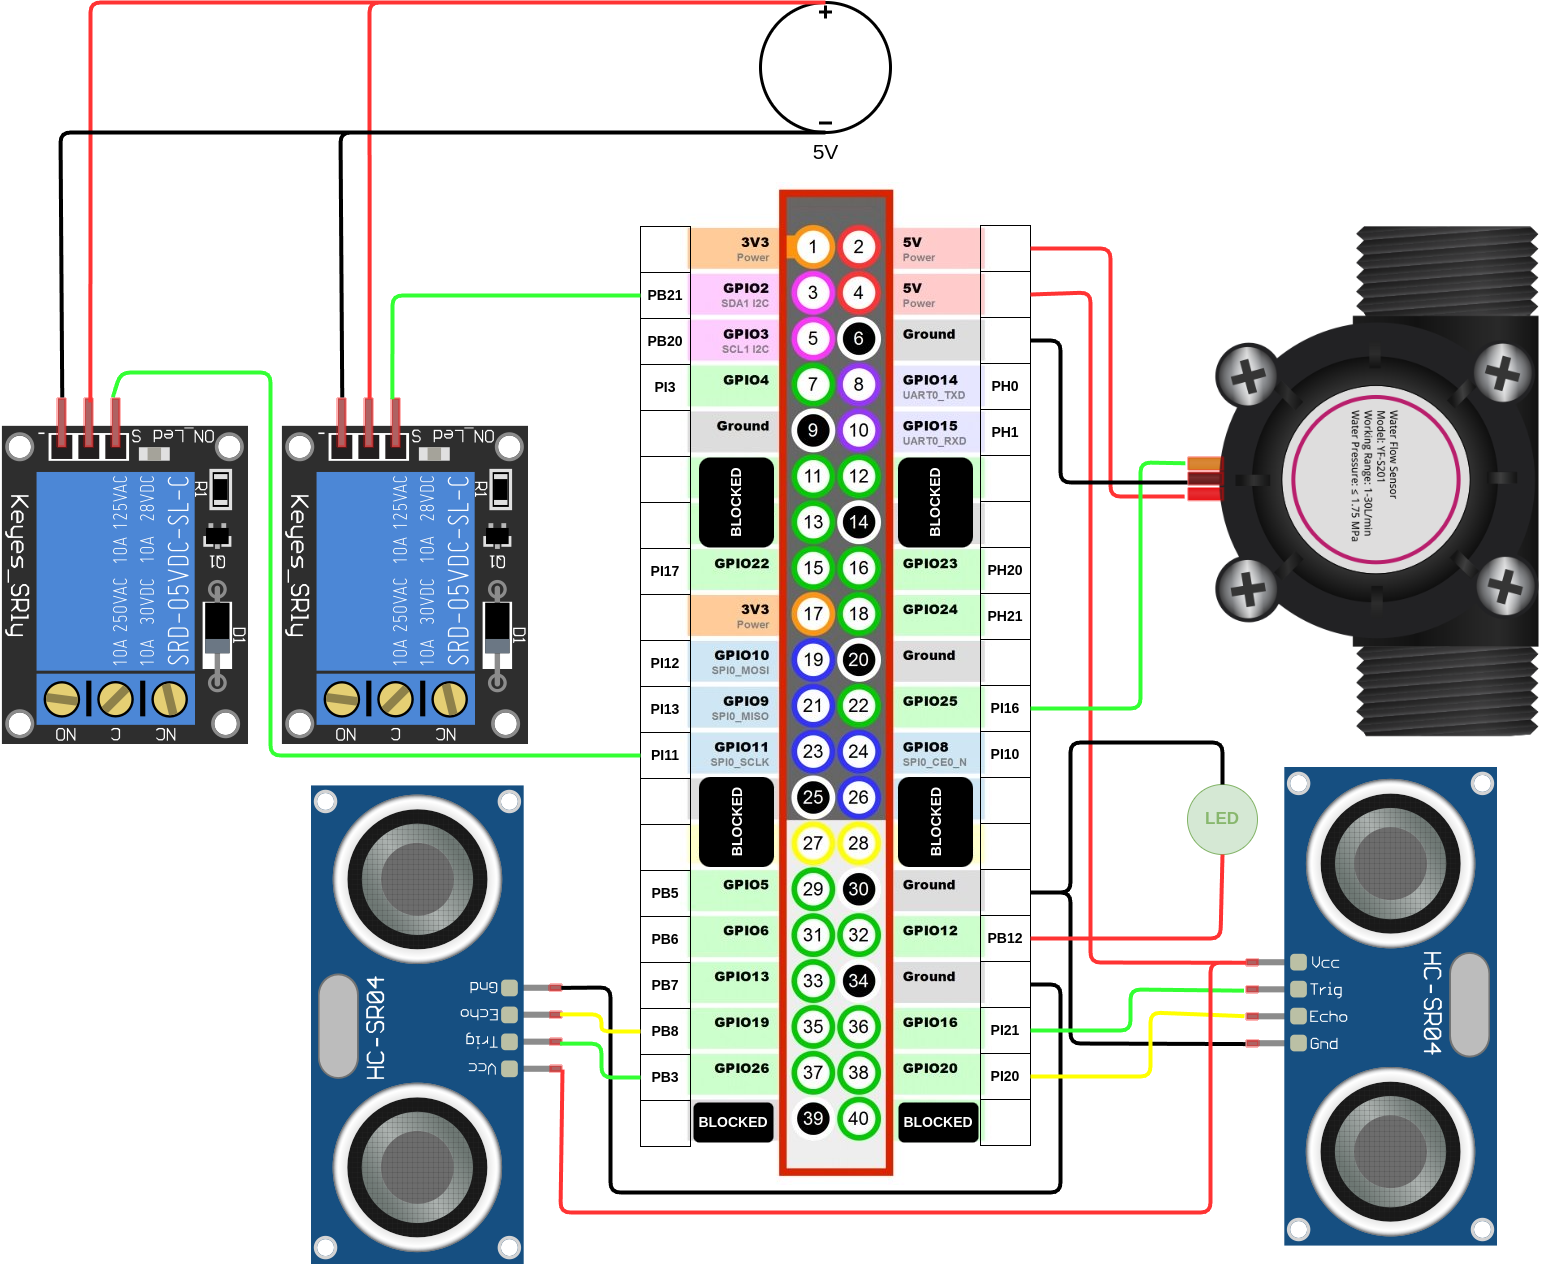 +
−
5V
3V3
Power
1
2
5V
Power
PB21
GPIO2
SDA1 I2C
3
4
5V
Power
PB20
GPIO3
SCL1 I2C
5
6
Ground
PI3
GPIO4
7
8
GPIO14
UART0_TXD
PH0
Ground
9
10
GPIO15
UART0_RXD
PH1
BLOCKED
11
12
BLOCKED
13
14
PI17
GPIO22
15
16
GPIO23
PH20
3V3
Power
17
18
GPIO24
PH21
PI12
GPIO10
SPI0_MOSI
19
20
Ground
PI13
GPIO9
SPI0_MISO
21
22
GPIO25
PI16
PI11
GPIO11
SPI0_SCLK
23
24
GPIO8
SPI0_CE0_N
PI10
BLOCKED
25
26
BLOCKED
27
28
PB5
GPIO5
29
30
Ground
PB6
GPIO6
31
32
GPIO12
PB12
PB7
GPIO13
33
34
Ground
PB8
GPIO19
35
36
GPIO16
PI21
PB3
GPIO26
37
38
GPIO20
PI20
BLOCKED
39
40
BLOCKED
-
S
ON_Led
Keyes_SRly
10A 250VAC 10A 125VAC
10A 30VDC 10A 28VDC
SRD-05VDC-SL-C
R1
Q1
D1
NO
C
NC
-
S
ON_Led
Keyes_SRly
10A 250VAC 10A 125VAC
10A 30VDC 10A 28VDC
SRD-05VDC-SL-C
R1
Q1
D1
NO
C
NC
Water Flow Sensor
Model: YF-S201
Working Range: 1-30L/min
Water Pressure: ≤ 1.75 MPa
LED
HC-SR04
Gnd
Echo
Trig
Vcc
Vcc
Trig
Echo
Gnd
HC-SR04